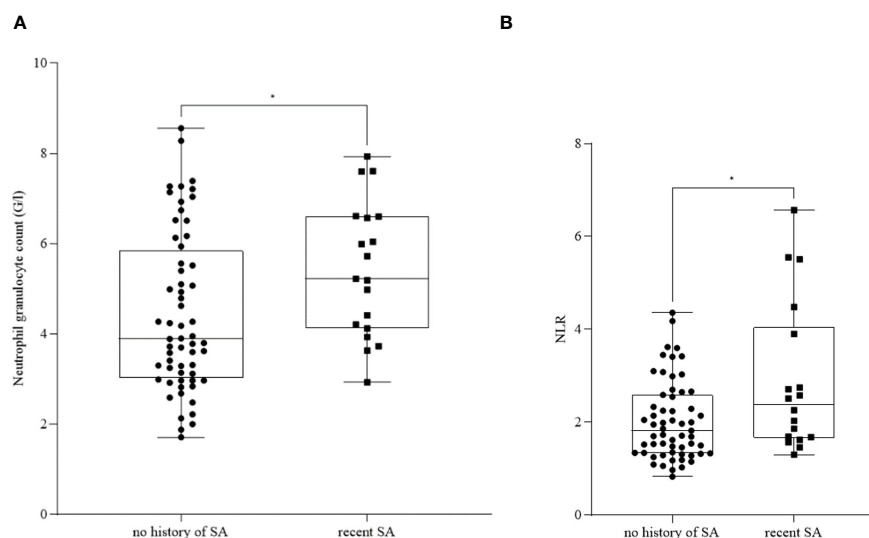 A
B
10
8
6
4
2
0
Neutrophil granulocyte count (G/l)
*
no history of SA
recent SA
8
6
4
2
0
NLR
*
no history of SA
recent SA